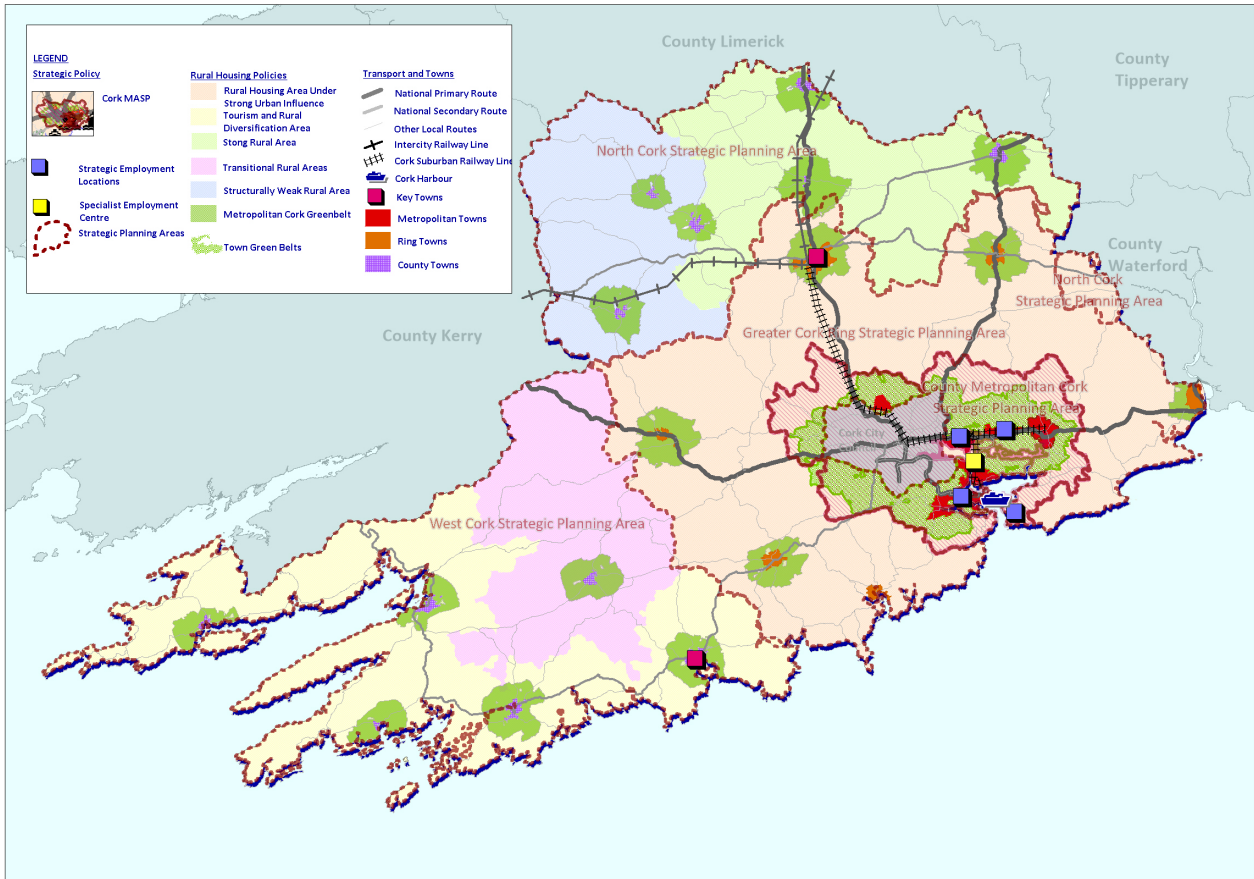 LEGEND
Strategic Policy
Cork MASP
Strategic Employment
Locations
Specialist Employment
Centre
Strategic Planning Areas
Rural Housing Policies
Rural Housing Area Under
Strong Urban Influence
Tourism and Rural
Diversification Area
Stong Rural Area
Transitional Rural Areas
Structurally Weak Rural Area
Metropolitan Cork Greenbelt
Town Green Belts
Transport and Towns
National Primary Route
National Secondary Route
Other Local Routes
Intercity Railway Line
Cork Suburban Railway Line
Cork Harbour
Key Towns
Metropolitan Towns
Ring Towns
County Towns
County Limerick
County
Tipperary
North Cork Strategic Planning Area
County
Waterford
North Cork
Strategic Planning Area
County Kerry
Greater Cork Ring Strategic Planning Area
County Metropolitan Cork
Strategic Planning Area
Cork City
Council
West Cork Strategic Planning Area